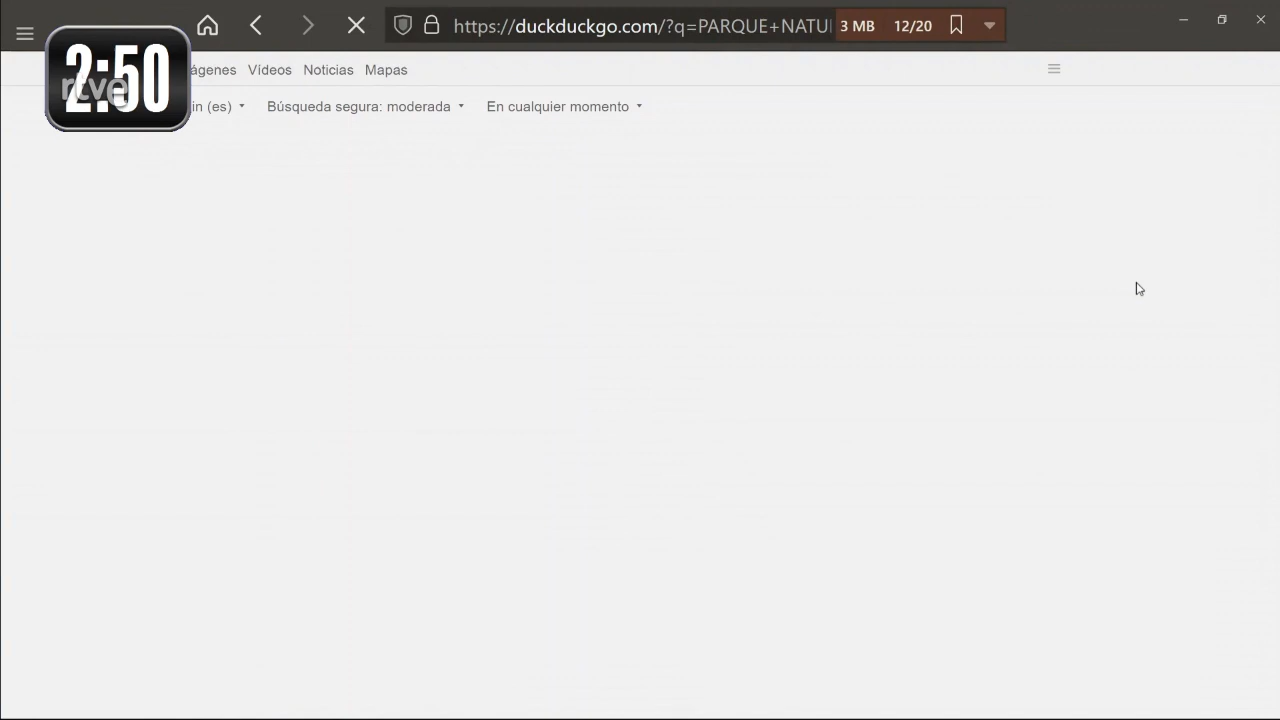 https://duckduckgo.com/?q=PARQUE+NATU
3 MB 12/20
2:50
rtve
ágenes Vídeos Noticias Mapas
in (es) Búsqueda segura: moderada En cualquier momento